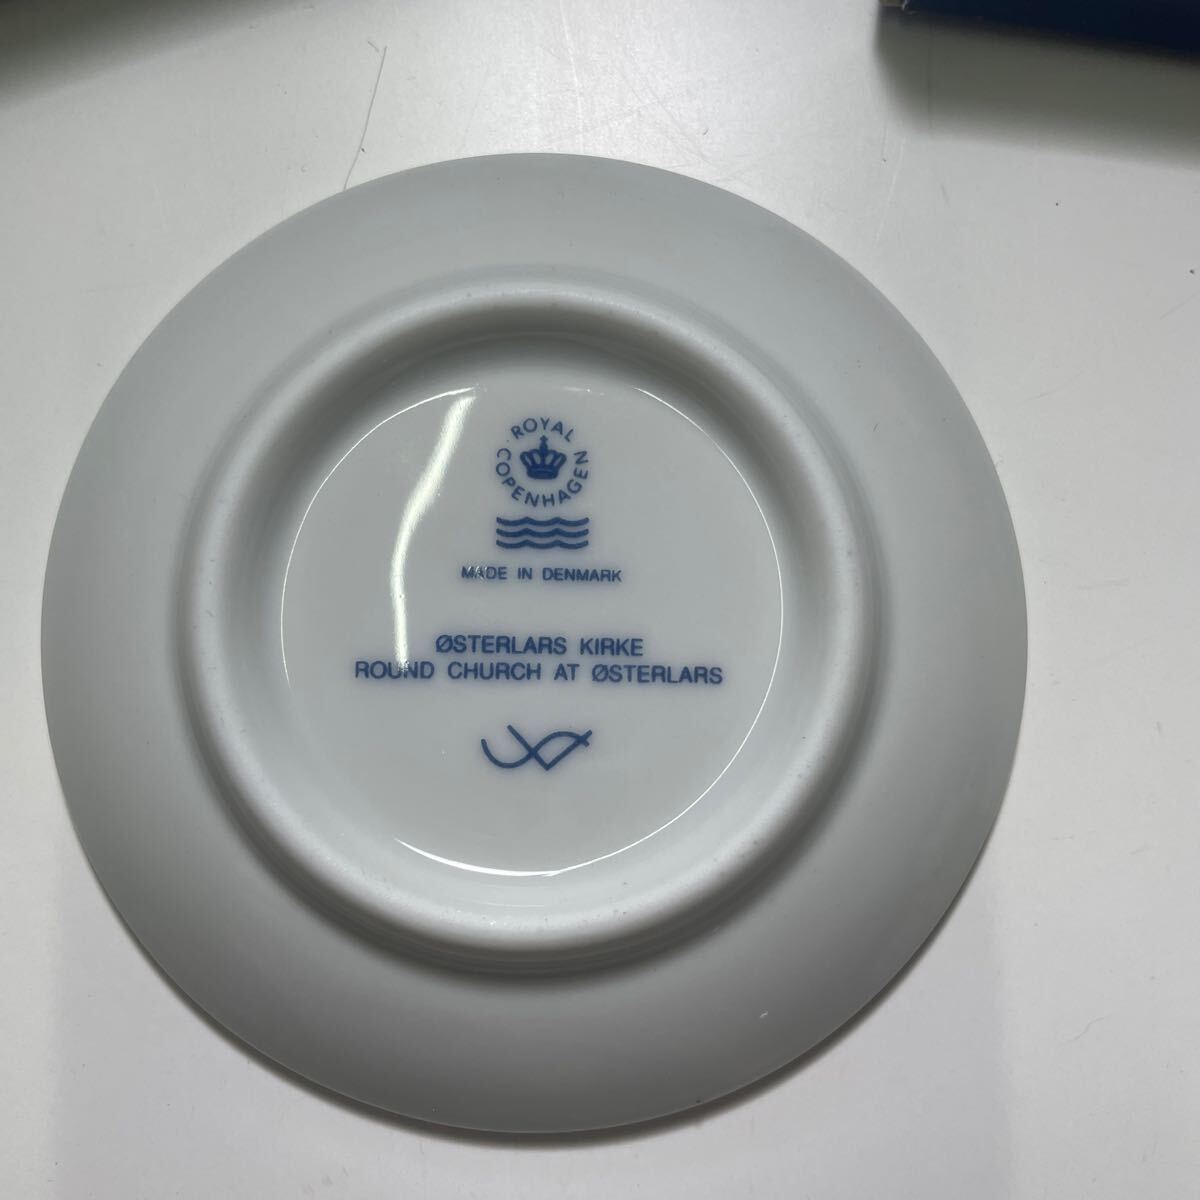 ROYAL
COPENHAGEN
MADE IN DENMARK
ØSTERLARS KIRKE
ROUND CHURCH AT ØSTERLARS